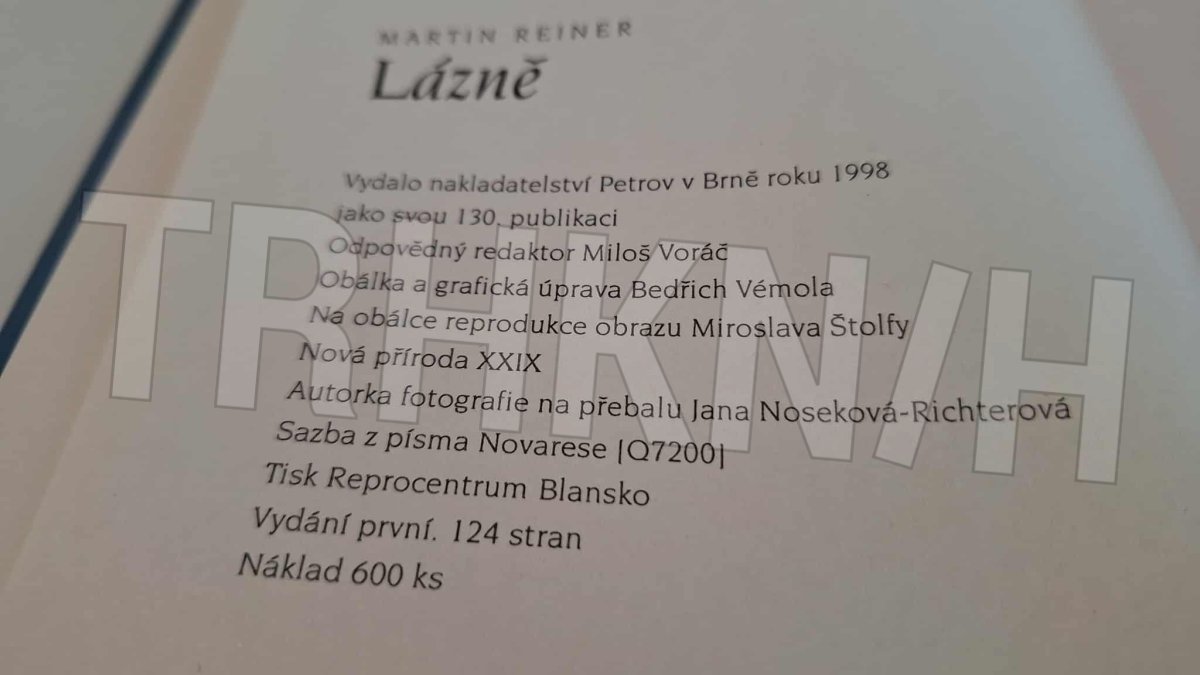 MARTIN REINER
Lázně
Vydalo nakladatelství Petrov v Brně roku 1998
jako svou 130. publikaci
Odpovědný redaktor Miloš Voráč
Obálka a grafická úprava Bedřich Vémola
Na obálce reprodukce obrazu Miroslava Štolfy
Nová příroda XXIX
Autorka fotografie na přebalu Jana Noseková-Richterová
Sazba z písma Novarese [Q7200]
Tisk Reprocentrum Blansko
Vydání první. 124 stran
Náklad 600 ks
TRHKN/H